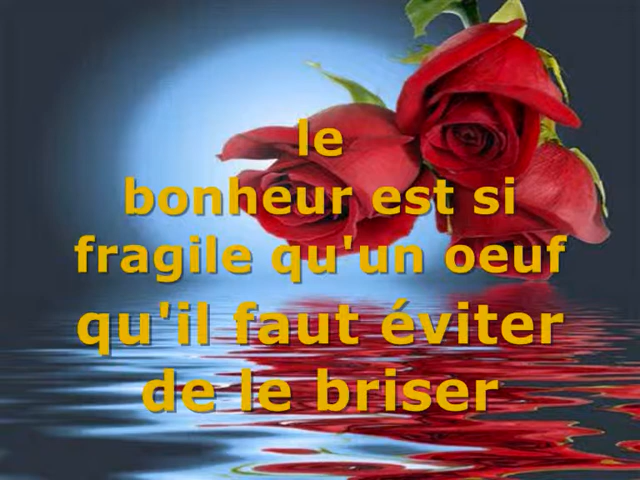 le
bonheur est si
fragile qu'un oeuf
qu'il faut éviter
de le briser